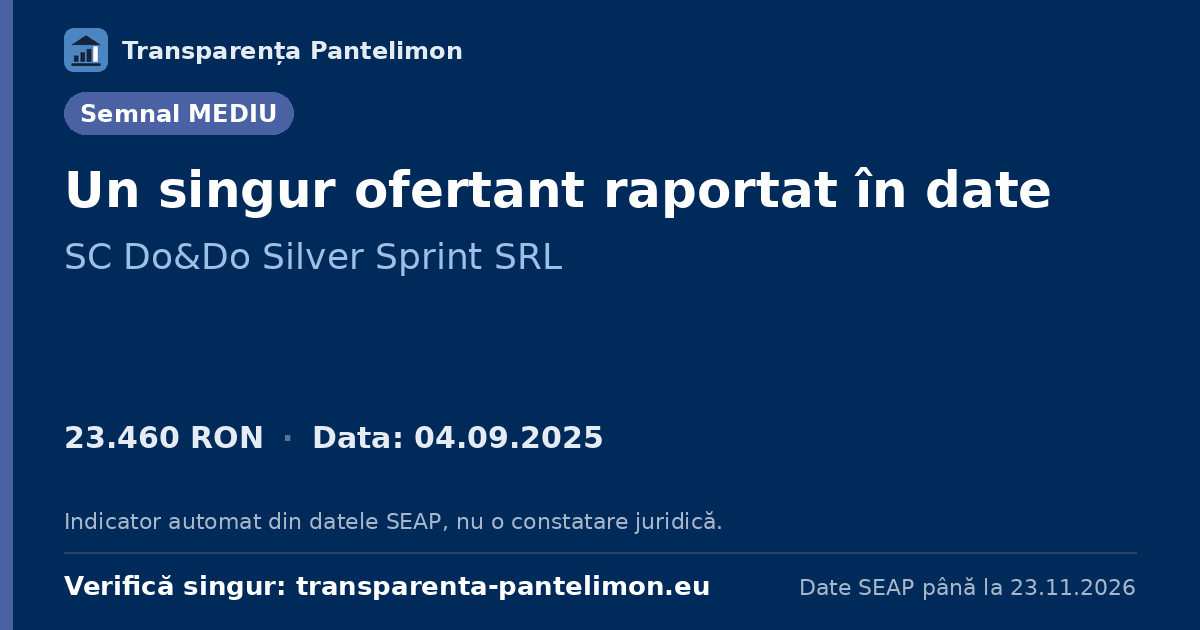 Transparența Pantelimon
Semnal MEDIU
Un singur ofertant raportat în date
SC Do&Do Silver Sprint SRL
23.460 RON · Data: 04.09.2025
Indicator automat din datele SEAP, nu o constatare juridică.
Verifică singur: transparenta-pantelimon.eu
Date SEAP până la 23.11.2026